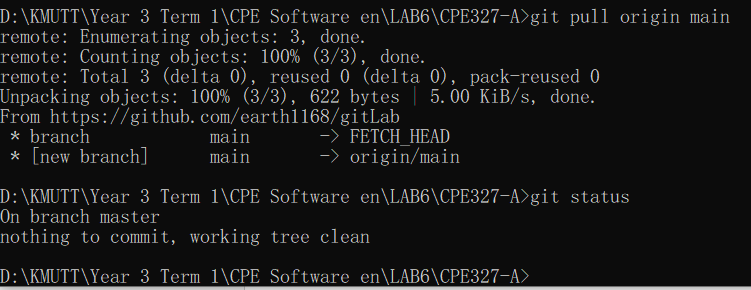 D:\KMUTT\Year 3 Term 1\CPE Software en\LAB6\CPE327-A>git pull origin main
remote: Enumerating objects: 3, done.
remote: Counting objects: 100% (3/3), done.
remote: Total 3 (delta 0), reused 0 (delta 0), pack-reused 0
Unpacking objects: 100% (3/3), 622 bytes | 5.00 KiB/s, done.
From https://github.com/earth1168/gitLab
 * branch            main       -> FETCH_HEAD
 * [new branch]      main       -> origin/main
D:\KMUTT\Year 3 Term 1\CPE Software en\LAB6\CPE327-A>git status
On branch master
nothing to commit, working tree clean
D:\KMUTT\Year 3 Term 1\CPE Software en\LAB6\CPE327-A>